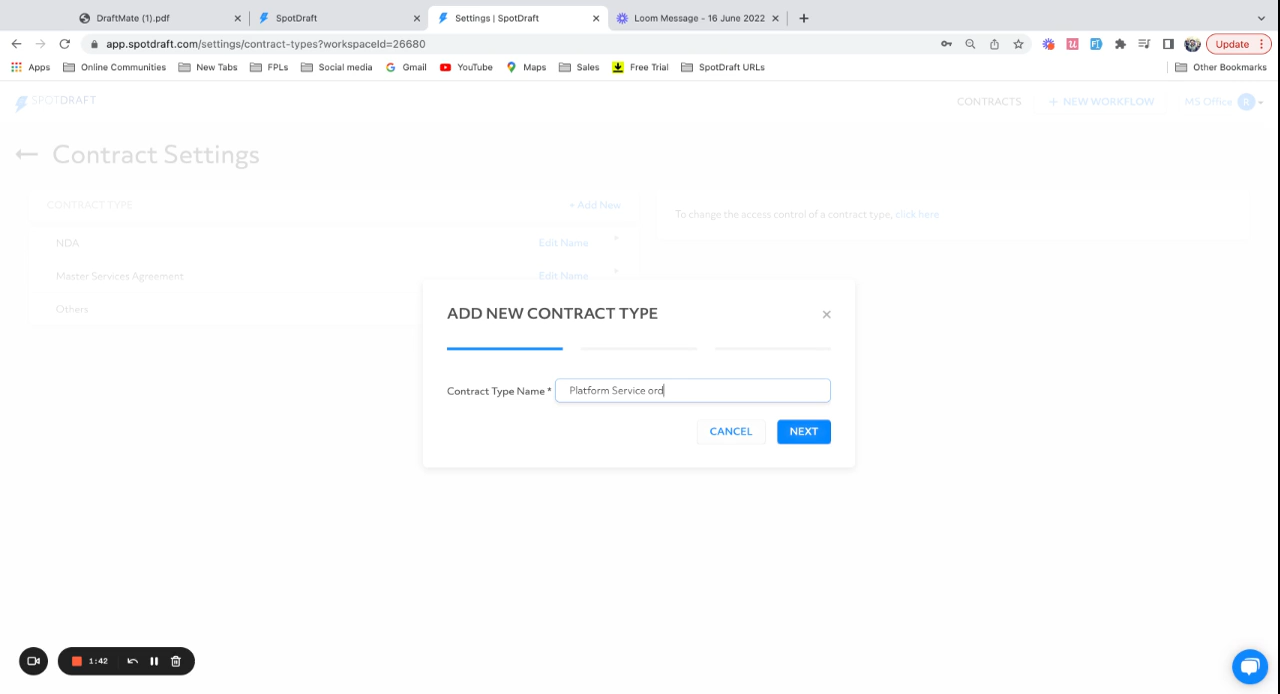 DraftMate (1).pdf
SpotDraft
Settings | SpotDraft
Loom Message - 16 June 2022
app.spotdraft.com/settings/contract-types?workspaceId=26680
Update
Apps
Online Communities
New Tabs
FPLs
Social media
Gmail
YouTube
Maps
Sales
Free Trial
SpotDraft URLs
Other Bookmarks
SPOTDRAFT
CONTRACTS
+ NEW WORKFLOW
MS Office R
Contract Settings
CONTRACT TYPE
+ Add New
To change the access control of a contract type, click here.
NDA
Edit Name
Master Services Agreement
Edit Name
Others
ADD NEW CONTRACT TYPE
Contract Type Name * Platform Service ord
CANCEL
NEXT
1:42